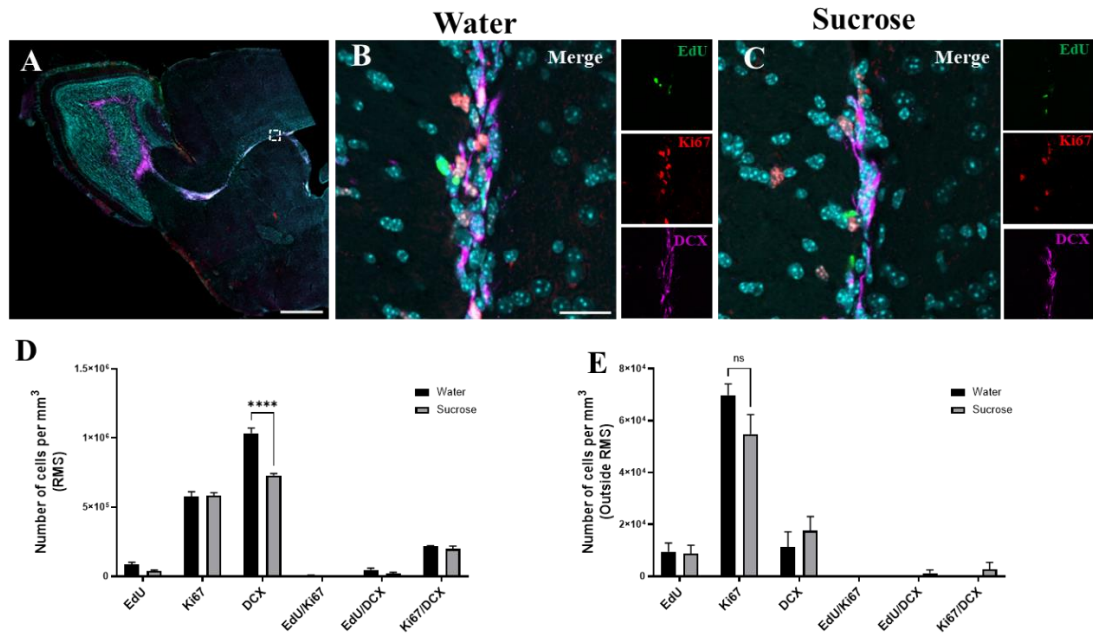 Water
Sucrose
A
B
Merge
EdU
Ki67
DCX
C
Merge
EdU
Ki67
DCX
D
Number of cells per mm³
(RMS)
1.5×10⁶
1×10⁶
5×10⁵
0
****
Water
Sucrose
EdU
Ki67
DCX
EdU/Ki67
EdU/DCX
Ki67/DCX
E
Number of cells per mm³
(Outside RMS)
8×10⁴
6×10⁴
4×10⁴
2×10⁴
0
ns
Water
Sucrose
EdU
Ki67
DCX
EdU/Ki67
EdU/DCX
Ki67/DCX